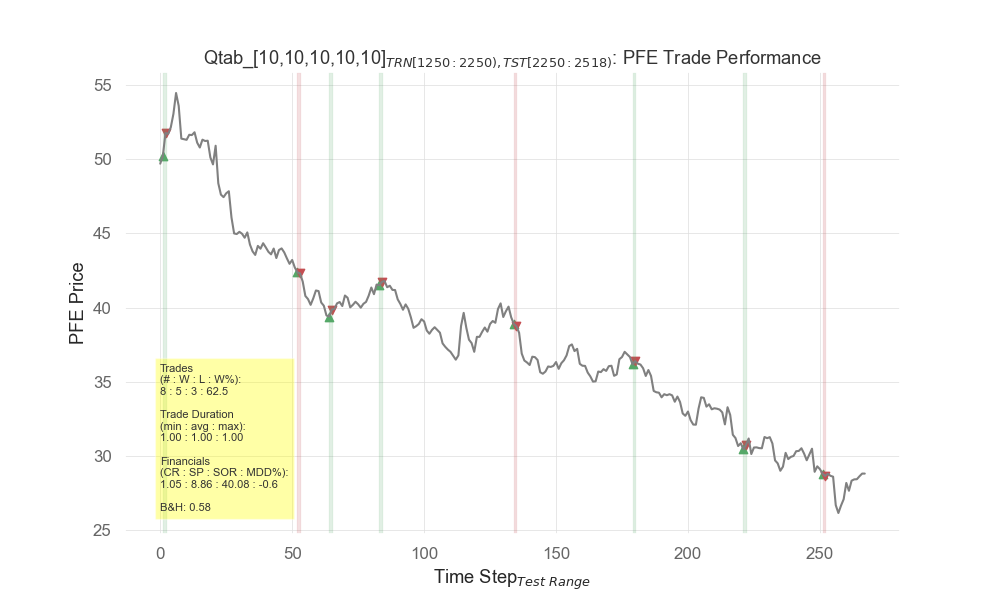 Qtab_[10,10,10,10,10]TRN[1250:2250),TST[2250:2518): PFE Trade Performance
55
50
45
40
35
30
25
PFE Price
Trades
(# : W : L : W%):
8 : 5 : 3 : 62.5
Trade Duration
(min : avg : max):
1.00 : 1.00 : 1.00
Financials
(CR : SP : SOR : MDD%):
1.05 : 8.86 : 40.08 : -0.6
B&H: 0.58
0 50 100 150 200 250
Time StepTest Range